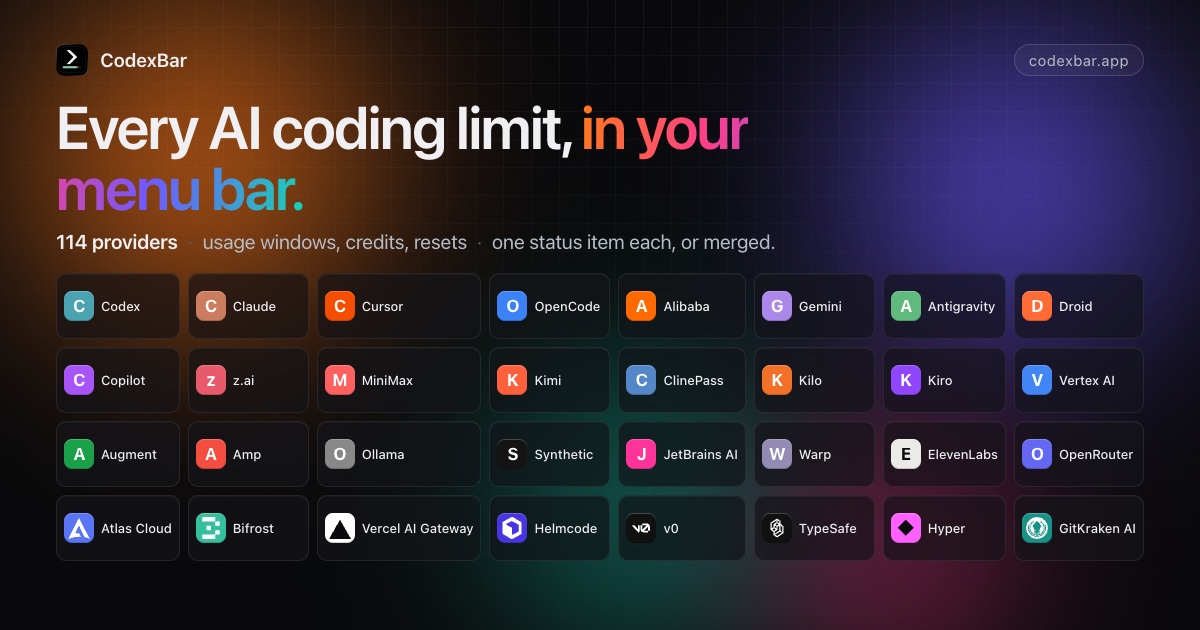 CodexBar
codexbar.app
Every AI coding limit, in your
menu bar.
114 providers · usage windows, credits, resets · one status item each, or merged.
C Codex
C Claude
C Cursor
O OpenCode
A Alibaba
G Gemini
A Antigravity
D Droid
C Copilot
z z.ai
M MiniMax
K Kimi
C ClinePass
K Kilo
K Kiro
V Vertex AI
A Augment
A Amp
O Ollama
S Synthetic
J JetBrains AI
W Warp
E ElevenLabs
O OpenRouter
Atlas Cloud
Bifrost
Vercel AI Gateway
Helmcode
v0 v0
TypeSafe
Hyper
GitKraken AI